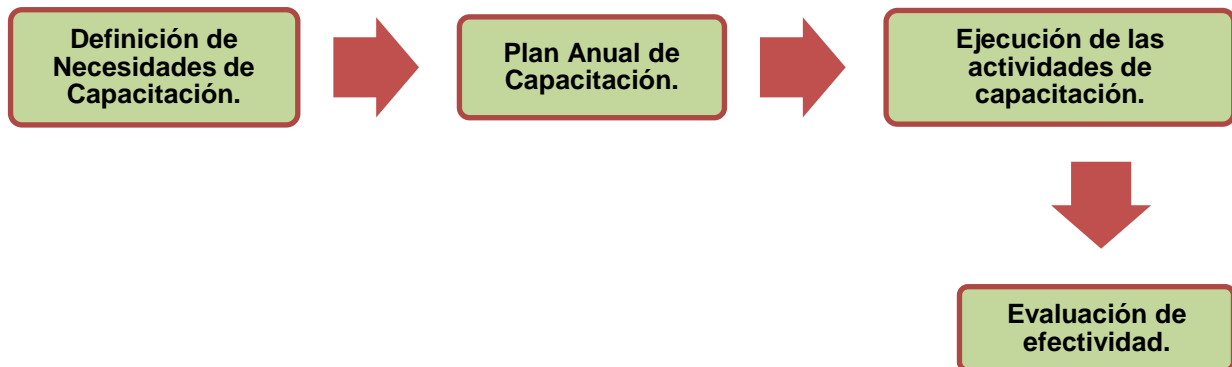 Definición de
Necesidades de
Capacitación.
Plan Anual de
Capacitación.
Ejecución de las
actividades de
capacitación.
Evaluación de
efectividad.